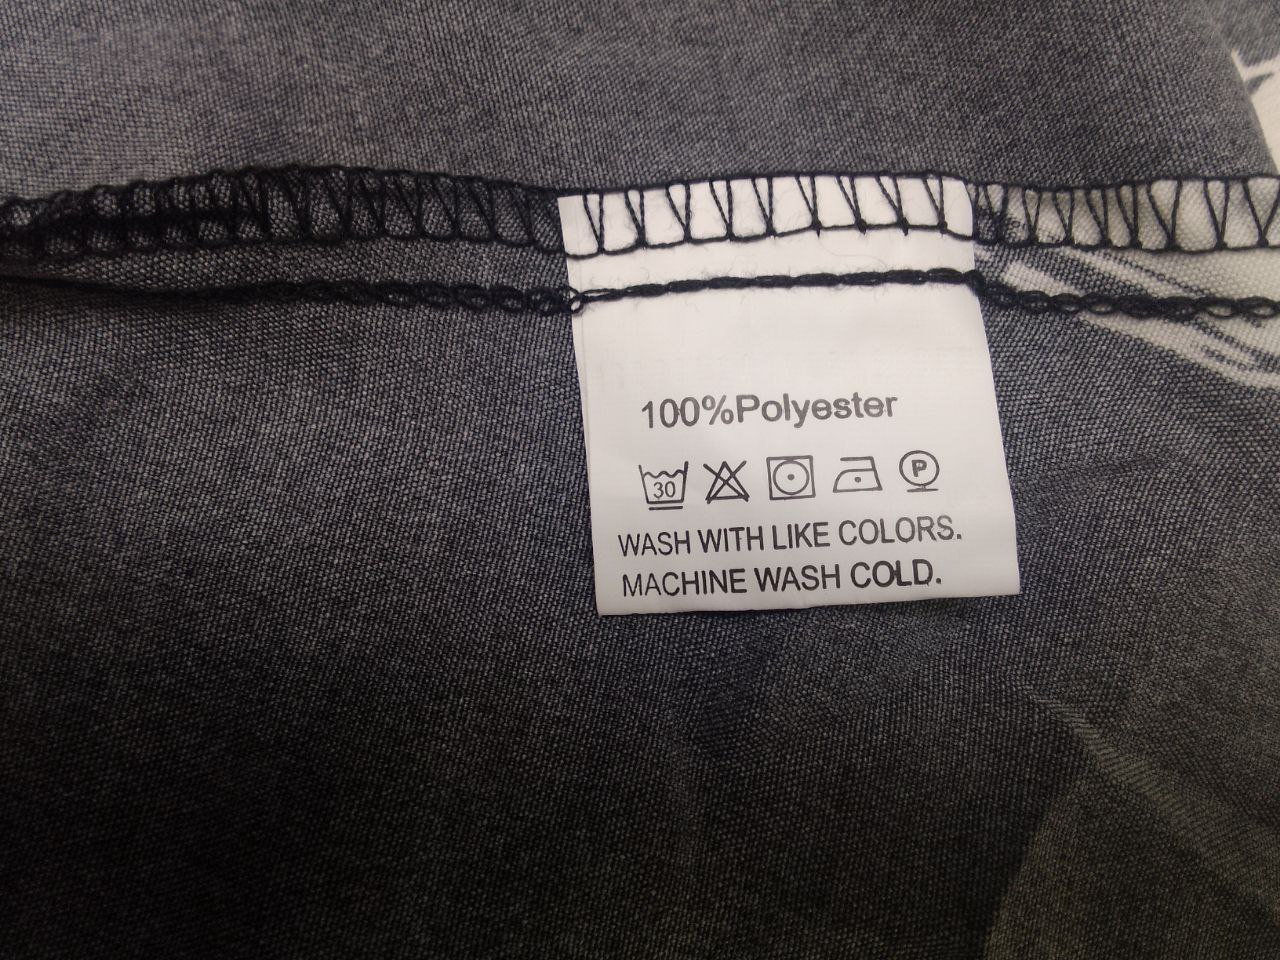 100%Polyester
30 P
WASH WITH LIKE COLORS.
MACHINE WASH COLD.